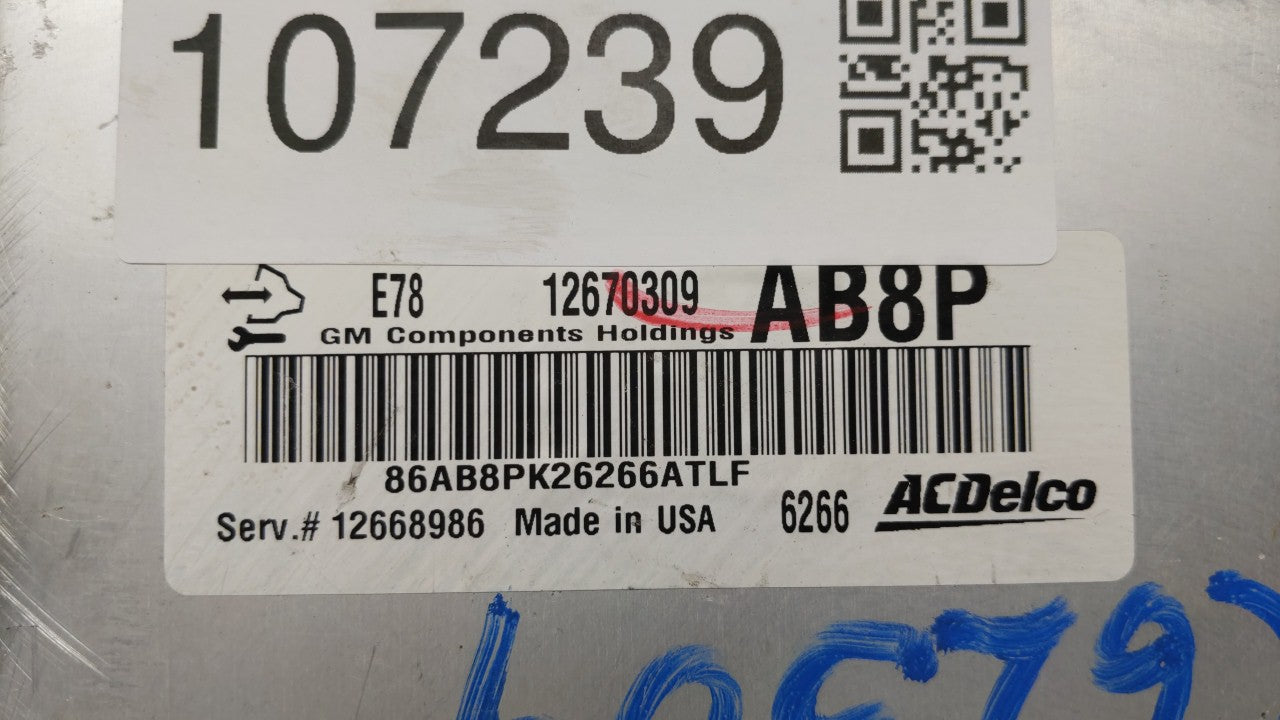 107239
E78 12670309 AB8P
GM Components Holdings
86AB8PK26266ATLF
Serv.# 12668986 Made in USA 6266 ACDelco